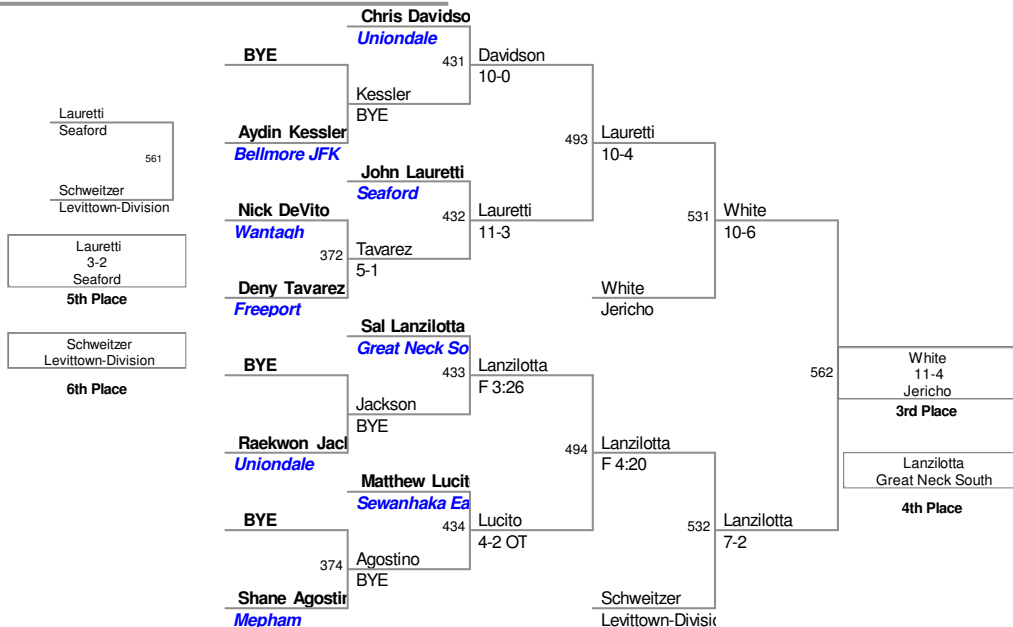 Chris Davidso
Uniondale
BYE
431
Davidson
10-0
Kessler
BYE
Aydin Kessler
Bellmore JFK
Lauretti
Seaford
561
Schweitzer
Levittown-Division
Lauretti
3-2
Seaford
5th Place
Schweitzer
Levittown-Division
6th Place
493
Lauretti
10-4
John Lauretti
Seaford
Nick DeVito
Wantagh
432
Lauretti
11-3
372
Tavarez
5-1
Deny Tavarez
Freeport
531
White
10-6
White
Jericho
Sal Lanzilotta
Great Neck So
BYE
433
Lanzilotta
F 3:26
Jackson
BYE
Raekwon Jacl
Uniondale
494
Lanzilotta
F 4:20
Matthew Lucit
Sewanhaka Ea
BYE
434
Lucito
4-2 OT
374
Agostino
BYE
Shane Agostin
Mepham
532
Lanzilotta
7-2
Schweitzer
Levittown-Divisio
562
White
11-4
Jericho
3rd Place
Lanzilotta
Great Neck South
4th Place